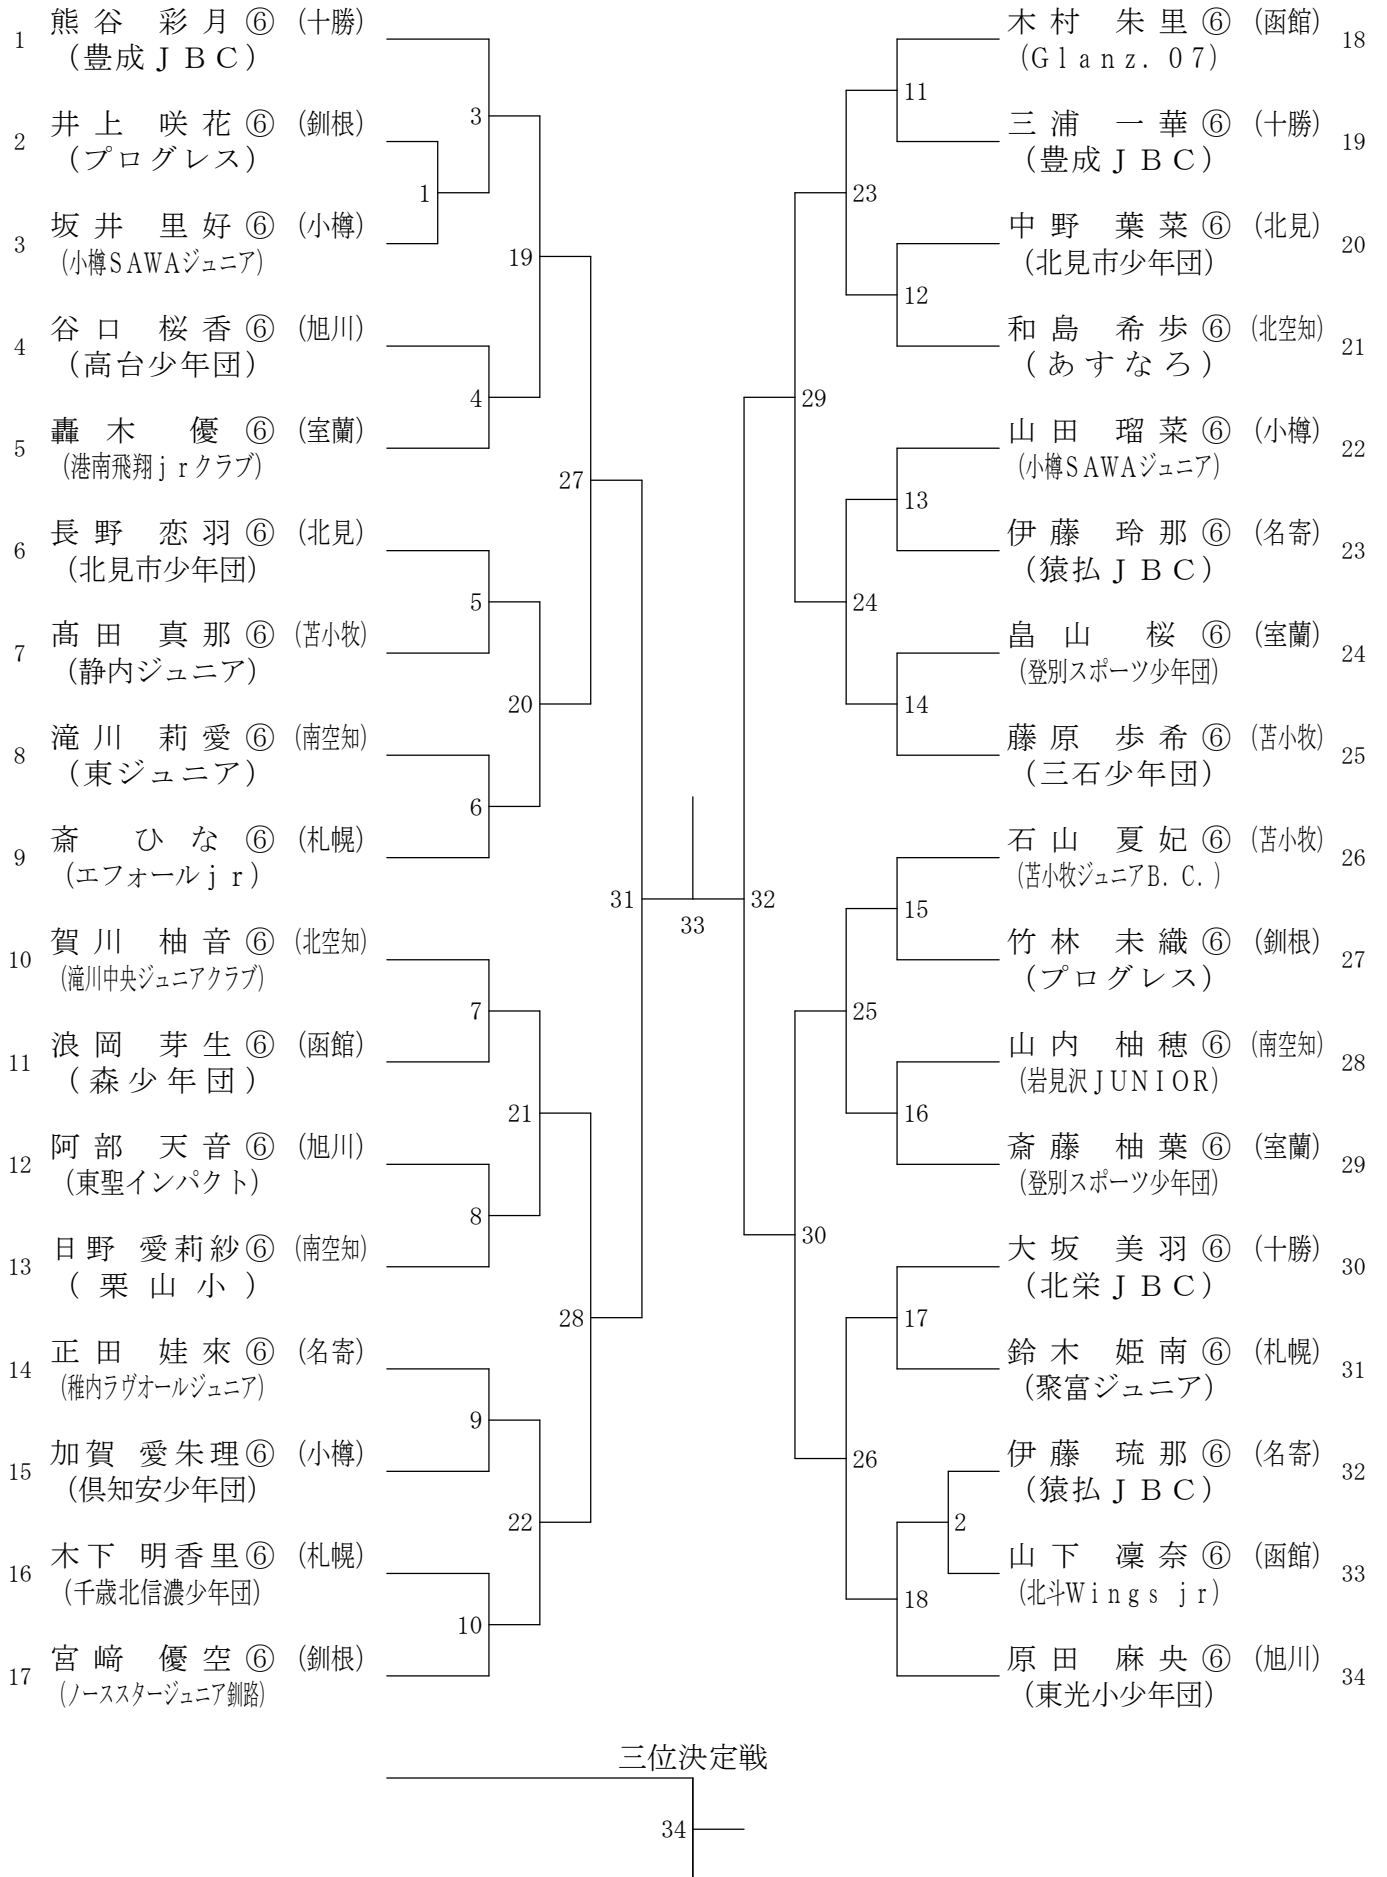 1 熊谷 彩月⑥ (十勝)
(豊成ＪＢＣ)
3
2 井上 咲花⑥ (釧根)
(プログレス)
1
3 坂井 里好⑥ (小樽)
(小樽ＳＡＷＡジュニア)
19
4 谷口 桜香⑥ (旭川)
(高台少年団)
4
5 轟木 優⑥ (室蘭)
(港南飛翔ｊｒクラブ)
27
6 長野 恋羽⑥ (北見)
(北見市少年団)
5
7 髙田 真那⑥ (苫小牧)
(静内ジュニア)
20
8 滝川 莉愛⑥ (南空知)
(東ジュニア)
6
9 斎 ひな⑥ (札幌)
(エフォールｊｒ)
31
10 賀川 柚音⑥ (北空知)
(滝川中央ジュニアクラブ)
7
11 浪岡 芽生⑥ (函館)
(森少年団)
21
12 阿部 天音⑥ (旭川)
(東聖インパクト)
8
13 日野 愛莉紗⑥ (南空知)
(栗山小)
28
14 正田 娃來⑥ (名寄)
(稚内ラヴオールジュニア)
9
15 加賀 愛朱理⑥ (小樽)
(倶知安少年団)
22
16 木下 明香里⑥ (札幌)
(千歳北信濃少年団)
10
17 宮﨑 優空⑥ (釧根)
(ノーススタージュニア釧路)
33
木村 朱里⑥ (函館) 18
(Ｇｌａｎｚ．０７)
11
三浦 一華⑥ (十勝) 19
(豊成ＪＢＣ)
23
中野 葉菜⑥ (北見) 20
(北見市少年団)
12
和島 希歩⑥ (北空知) 21
(あすなろ)
29
山田 瑠菜⑥ (小樽) 22
(小樽ＳＡＷＡジュニア)
13
伊藤 玲那⑥ (名寄) 23
(猿払ＪＢＣ)
24
畠山 桜⑥ (室蘭) 24
(登別スポーツ少年団)
14
藤原 歩希⑥ (苫小牧) 25
(三石少年団)
石山 夏妃⑥ (苫小牧) 26
(苫小牧ジュニアＢ．Ｃ．)
32
15
竹林 未織⑥ (釧根) 27
(プログレス)
25
山内 柚穂⑥ (南空知) 28
(岩見沢ＪＵＮＩＯＲ)
16
斎藤 柚葉⑥ (室蘭) 29
(登別スポーツ少年団)
30
大坂 美羽⑥ (十勝) 30
(北栄ＪＢＣ)
17
鈴木 姫南⑥ (札幌) 31
(聚富ジュニア)
26
伊藤 琉那⑥ (名寄) 32
(猿払ＪＢＣ)
2
山下 凜奈⑥ (函館) 33
(北斗Ｗｉｎｇｓ ｊｒ)
18
原田 麻央⑥ (旭川) 34
(東光小少年団)
三位決定戦
34